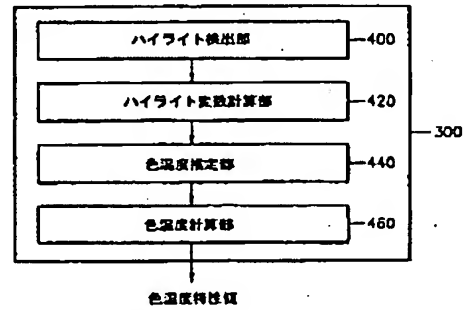 ハイライト検出部 400
ハイライト変数計算部 420
300
色温度推定部 440
色温度計算部 460
色温度特性値